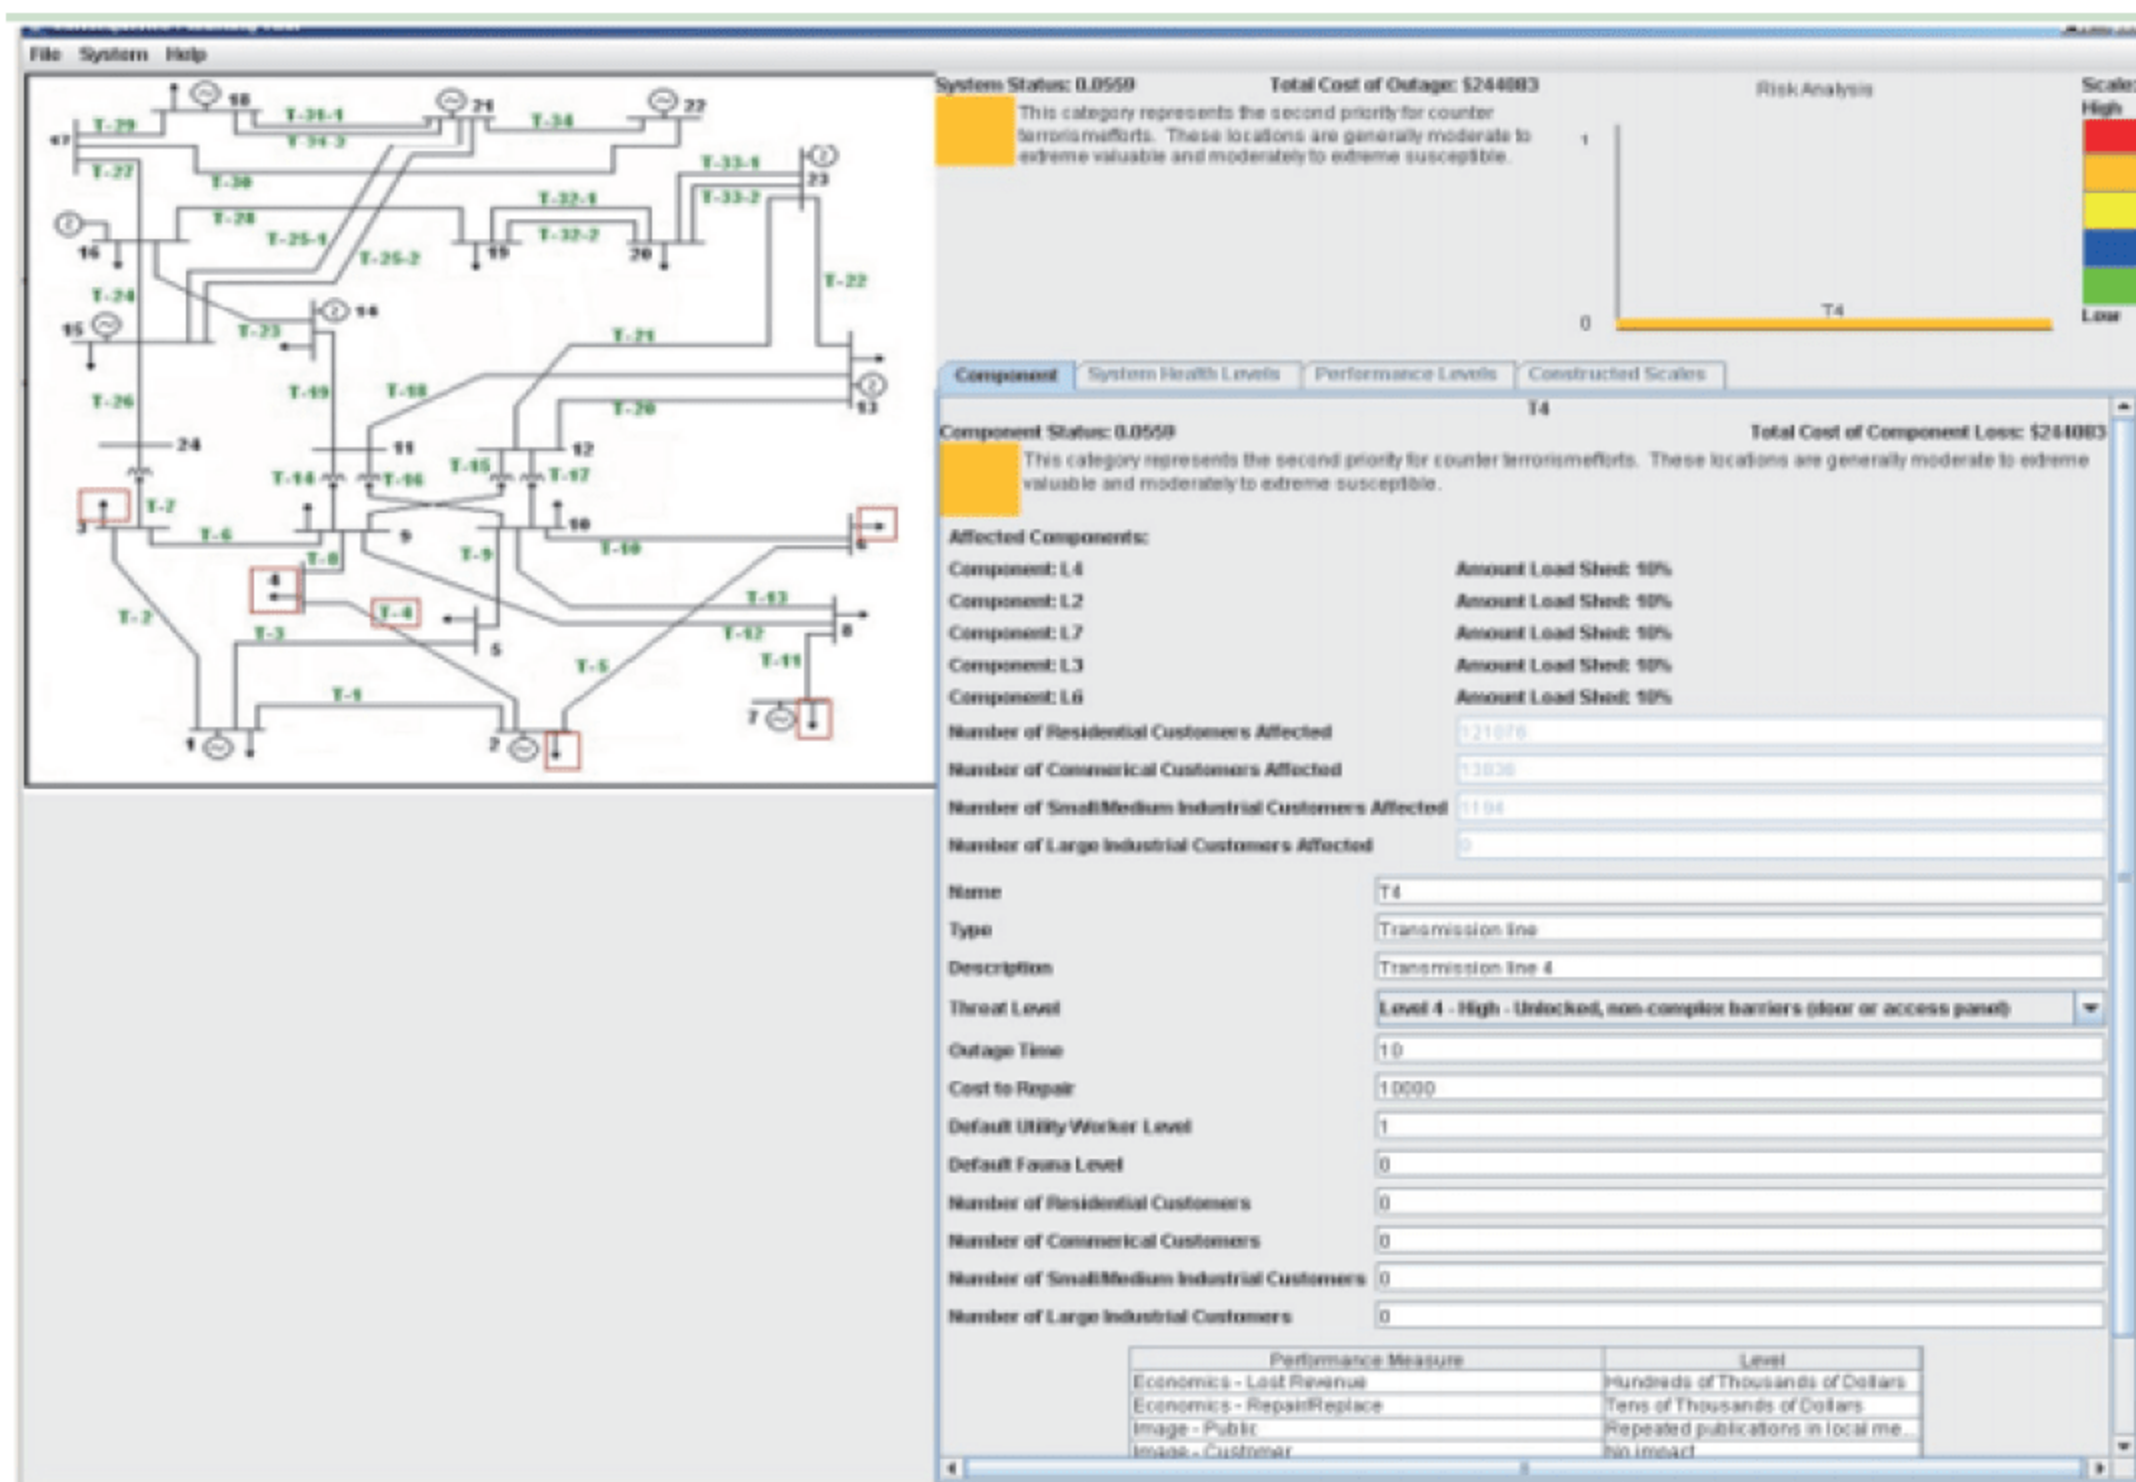 File System Help
18 21 22
T-29 T-31-1 T-34
T-31-2
17
T-27 T-30 T-33-1
23
T-33-2
T-28 T-32-1
T-25-1 T-32-2
16 T-25-2 19 20
T-22
T-24
15 T-23 14
T-21
T-26 T-19 T-18
T-20 13
24 11 12
T-14 T-16 T-15 T-17
3 T-7
T-6 9 10
T-8 T-9 T-10 6
4
T-2 T-4 T-13
T-3 5 T-12 8
T-5 T-11
T-1
1 2 7
System Status: 0.0559 Total Cost of Outage: $244083
This category represents the second priority for counter
terrorismefforts. These locations are generally moderate to
extreme valuable and moderately to extreme susceptible.
Risk Analysis
1
0
T4
Scale:
High
Low
Component System Health Levels Performance Levels Constructed Scales
T4
Component Status: 0.0559 Total Cost of Component Loss: $244083
This category represents the second priority for counter terrorismefforts. These locations are generally moderate to extreme
valuable and moderately to extreme susceptible.
Affected Components:
Component: L4 Amount Load Shed: 10%
Component: L2 Amount Load Shed: 10%
Component: L7 Amount Load Shed: 10%
Component: L3 Amount Load Shed: 10%
Component: L6 Amount Load Shed: 10%
Number of Residential Customers Affected 121076
Number of Commerical Customers Affected 13836
Number of Small/Medium Industrial Customers Affected 1194
Number of Large Industrial Customers Affected 0
Name T4
Type Transmission line
Description Transmission line 4
Threat Level Level 4 - High - Unlocked, non-complex barriers (door or access panel)
Outage Time 10
Cost to Repair 10000
Default Utility Worker Level 1
Default Fauna Level 0
Number of Residential Customers 0
Number of Commerical Customers 0
Number of Small/Medium Industrial Customers 0
Number of Large Industrial Customers 0
Performance Measure Level
Economics - Lost Revenue Hundreds of Thousands of Dollars
Economics - Repair/Replace Tens of Thousands of Dollars
Image - Public Repeated publications in local me...
Image - Customer No impact